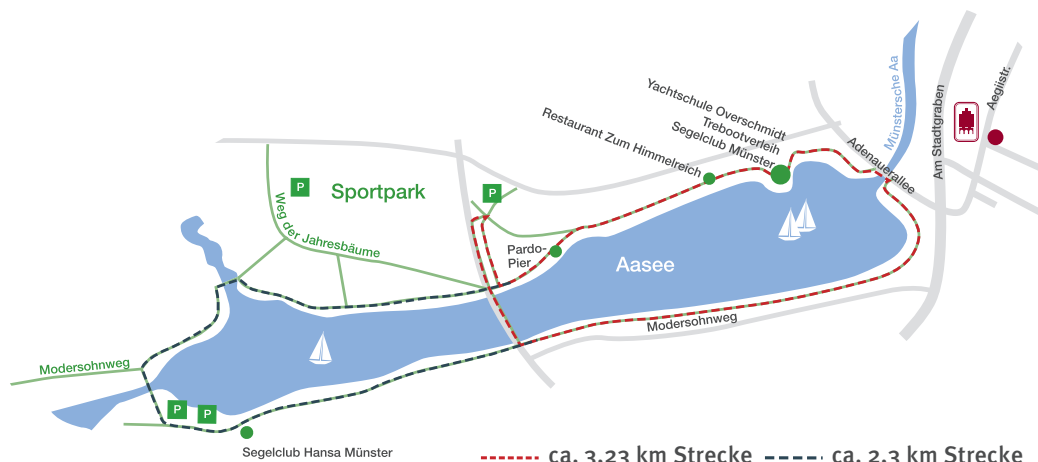 Münstersche Aa
Am Stadtgraben
Aegiistr.
Yachtschule Overschmidt
Trebootverleih
Segelclub Münster
Restaurant Zum Himmelreich
Adenauerallee
P
Sportpark
P
Weg der Jahresbäume
Pardo-
Pier
Aasee
Modersohnweg
Modersohnweg
P
P
Segelclub Hansa Münster
ca. 3,23 km Strecke
ca. 2,3 km Strecke